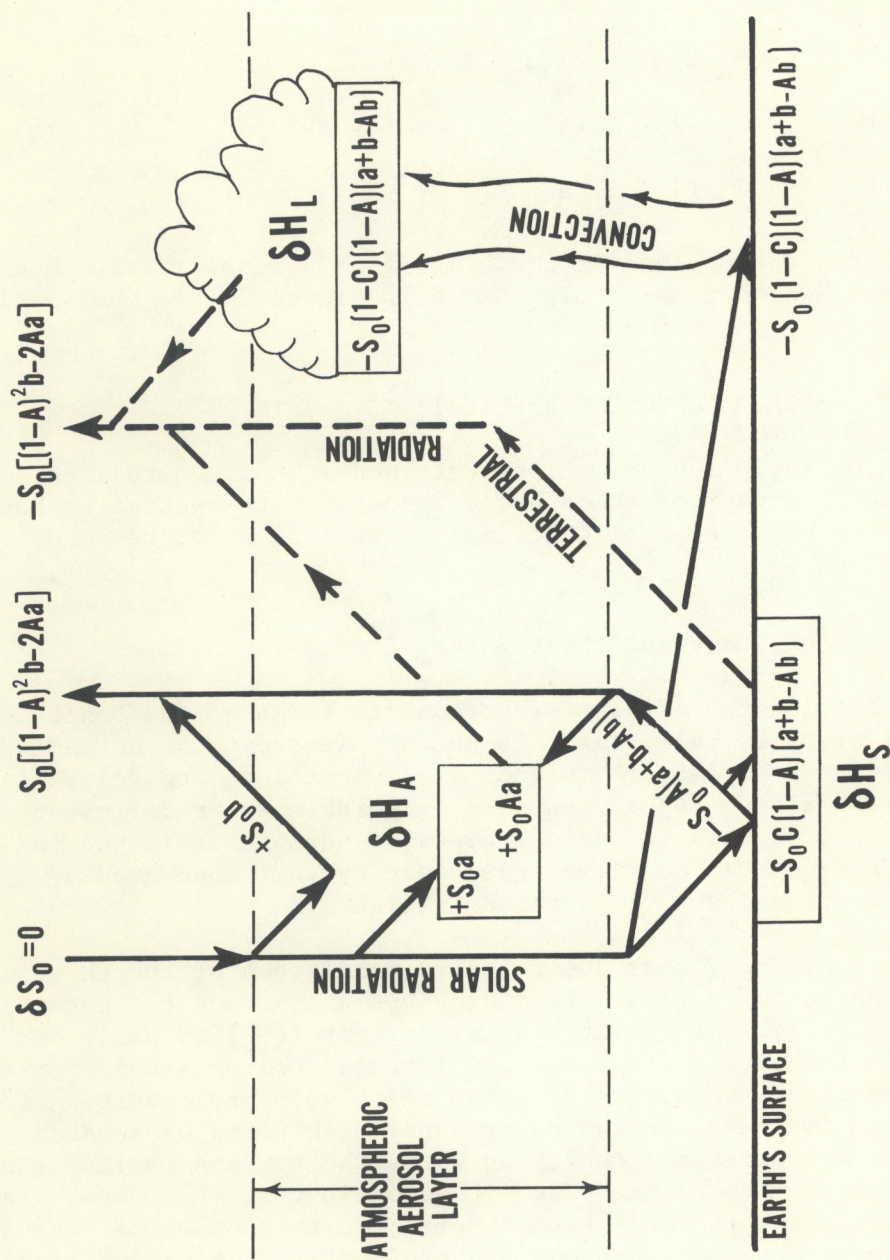 δS₀=0
S₀[(1-A)²b-2Aa]
-S₀[(1-A)²b-2Aa]
+S₀b
δH_L
-S₀(1-C)(1-A)(a+b-Ab)
ATMOSPHERIC
AEROSOL
LAYER
SOLAR RADIATION
δH_A
+S₀a
+S₀Aa
RADIATION
TERRESTRIAL
CONVECTION
-S₀A(a+b-Ab)
EARTH'S SURFACE
-S₀C(1-A)(a+b-Ab)
-S₀(1-C)(1-A)(a+b-Ab)
δH_S